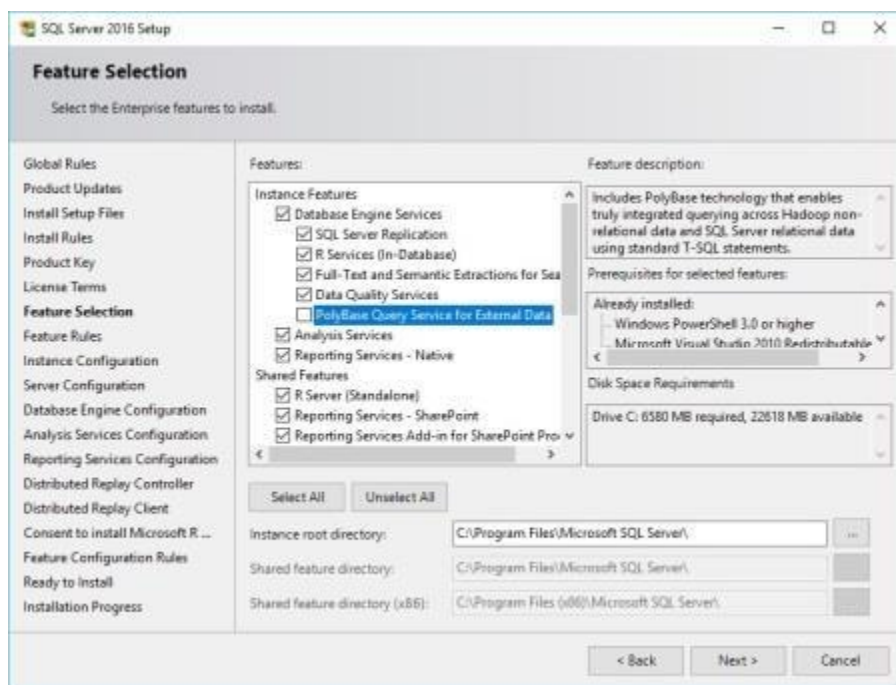 SQL Server 2016 Setup
Feature Selection
Select the Enterprise features to install.
Global Rules
Product Updates
Install Setup Files
Install Rules
Product Key
License Terms
Feature Selection
Feature Rules
Instance Configuration
Server Configuration
Database Engine Configuration
Analysis Services Configuration
Reporting Services Configuration
Distributed Replay Controller
Distributed Replay Client
Consent to install Microsoft R ...
Feature Configuration Rules
Ready to Install
Installation Progress
Features:
Instance Features
Database Engine Services
SQL Server Replication
R Services (In-Database)
Full-Text and Semantic Extractions for Sea
Data Quality Services
PolyBase Query Service for External Data
Analysis Services
Reporting Services - Native
Shared Features
R Server (Standalone)
Reporting Services - SharePoint
Reporting Services Add-in for SharePoint Pro
Feature description:
Includes PolyBase technology that enables
truly integrated querying across Hadoop non-
relational data and SQL Server relational data
using standard T-SQL statements.
Prerequisites for selected features:
Already installed:
Windows PowerShell 3.0 or higher
Microsoft Visual Studio 2010 Redistributable
Disk Space Requirements
Drive C: 6580 MB required, 22618 MB available
Select All
Unselect All
Instance root directory:
C:\Program Files\Microsoft SQL Server\
...
Shared feature directory:
C:\Program Files\Microsoft SQL Server\
Shared feature directory (x86):
C:\Program Files (x86)\Microsoft SQL Server\
< Back
Next >
Cancel